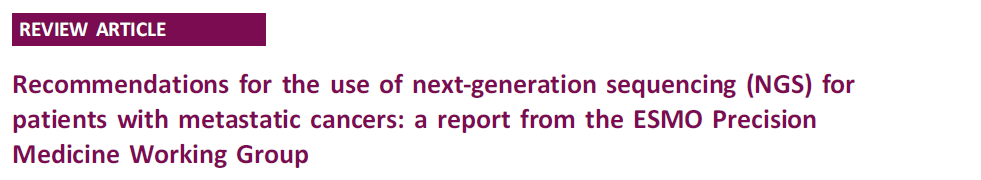 REVIEW ARTICLE
Recommendations for the use of next-generation sequencing (NGS) for
patients with metastatic cancers: a report from the ESMO Precision
Medicine Working Group